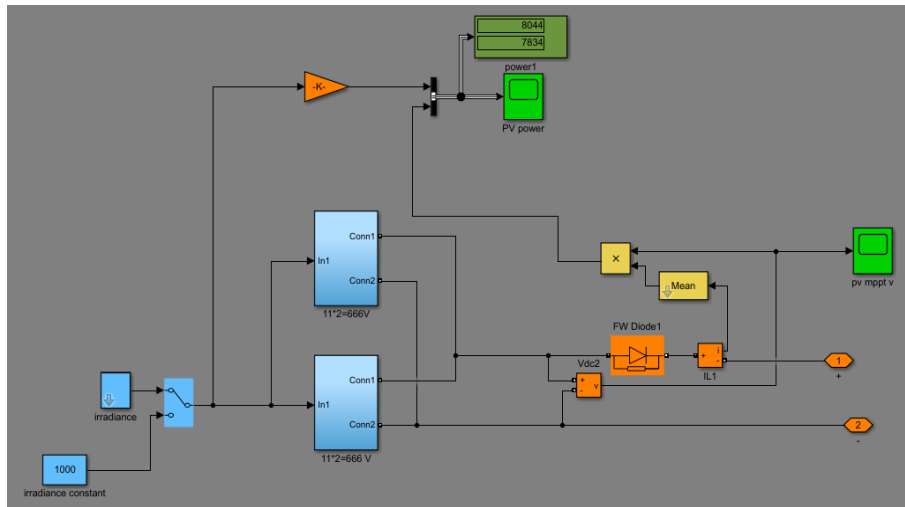 8044
7834
power1
-K-
PV power
Conn1
In1
Conn2
11*2=666V
×
Mean
pv mppt v
FW Diode1
Vdc2
+
-
v
+
i
-
IL1
1
+
Conn1
In1
Conn2
11*2=666 V
2
-
irradiance
1000
irradiance constant